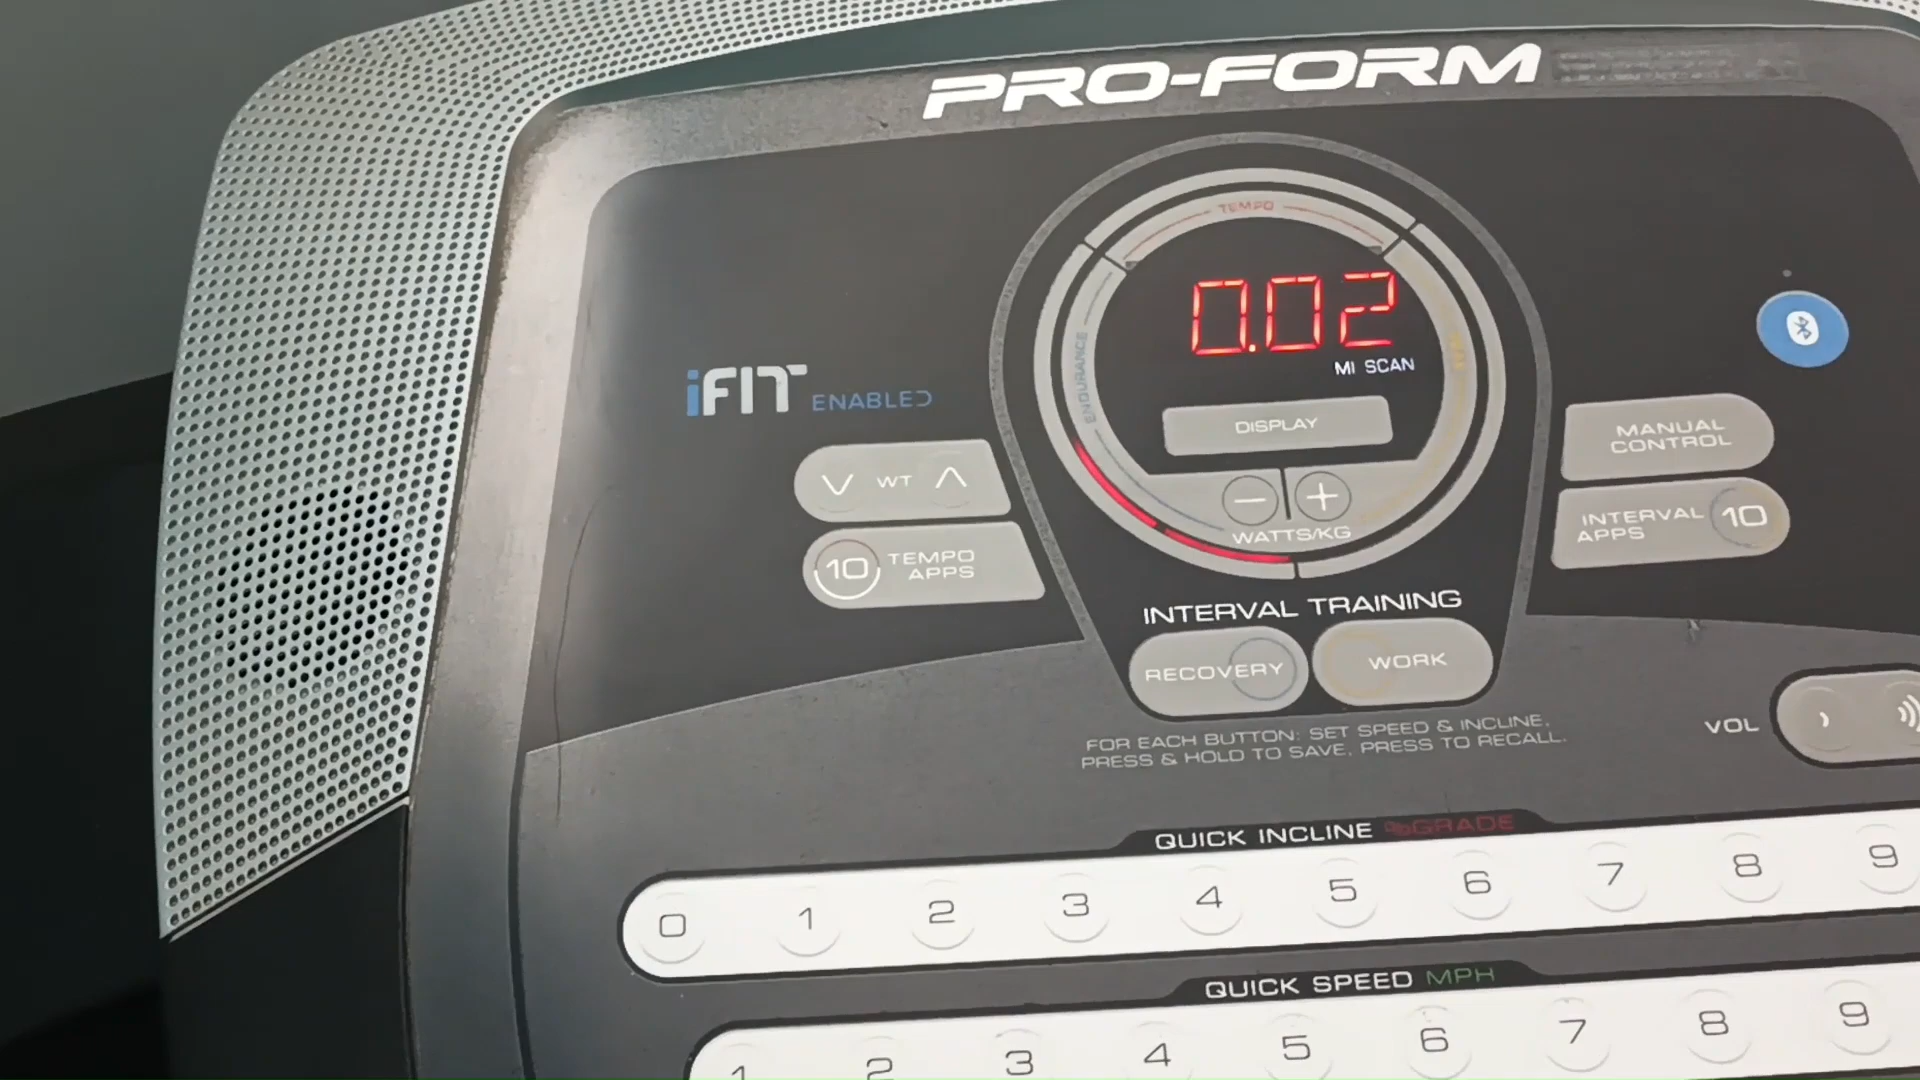 PRO-FORM
TEMPO
0.02
MI SCAN
iFIT ENABLED
ENDURANCE
DISPLAY
MANUAL
CONTROL
WT
− +
WATTS/KG
INTERVAL
APPS
10
10
TEMPO
APPS
INTERVAL TRAINING
RECOVERY
WORK
FOR EACH BUTTON: SET SPEED & INCLINE,
PRESS & HOLD TO SAVE. PRESS TO RECALL.
VOL
QUICK INCLINE %GRADE
0 1 2 3 4 5 6 7 8 9
QUICK SPEED MPH
1 2 3 4 5 6 7 8 9